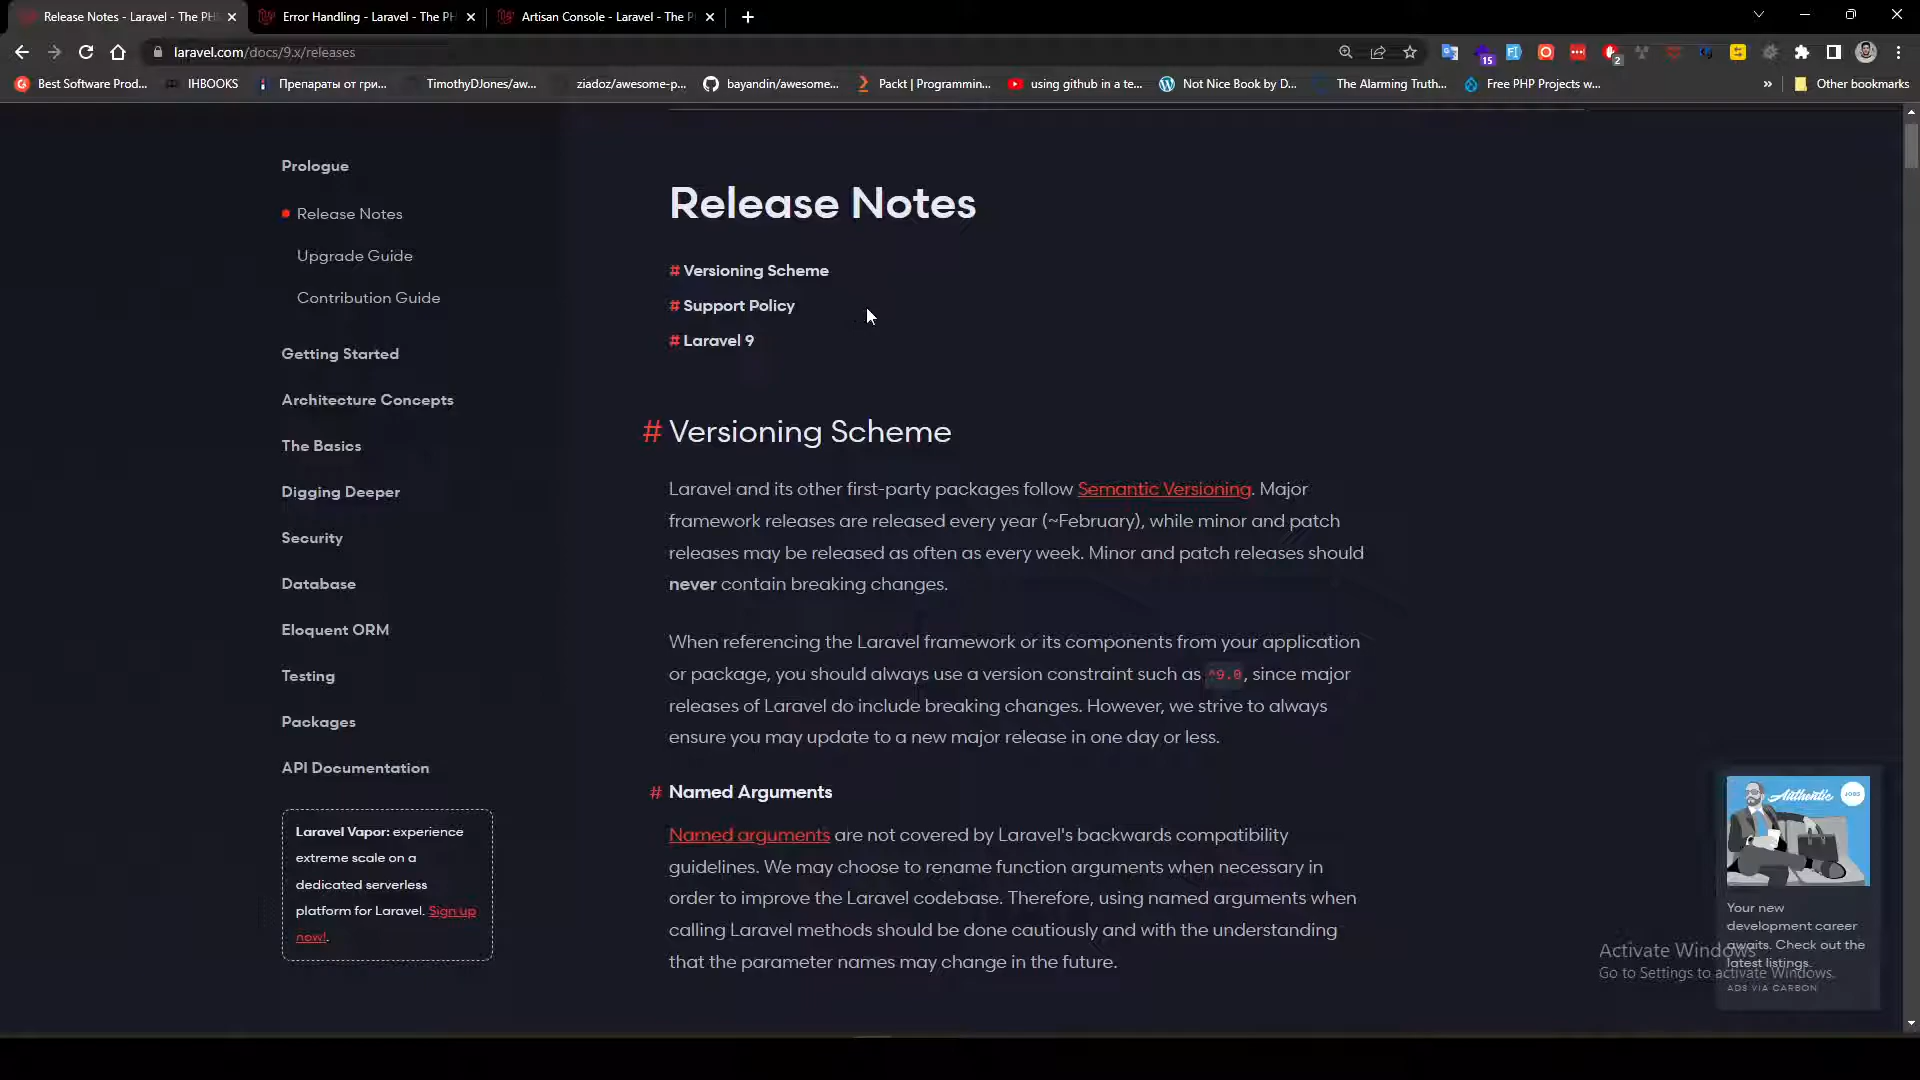 Release Notes - Laravel - The PH
Error Handling - Laravel - The P
Artisan Console - Laravel - The P
laravel.com/docs/9.x/releases
15
2
Best Software Prod...
IHBOOKS
Препараты от гри...
TimothyDJones/aw...
ziadoz/awesome-p...
bayandin/awesome...
Packt | Programmin...
using github in a te...
Not Nice Book by D...
The Alarming Truth...
Free PHP Projects w...
»
Other bookmarks
Prologue
Release Notes
Upgrade Guide
Contribution Guide
Getting Started
Architecture Concepts
The Basics
Digging Deeper
Security
Database
Eloquent ORM
Testing
Packages
API Documentation
Laravel Vapor: experience
extreme scale on a
dedicated serverless
platform for Laravel. Sign up
now!.
Release Notes
# Versioning Scheme
# Support Policy
# Laravel 9
# Versioning Scheme
Laravel and its other first-party packages follow Semantic Versioning. Major
framework releases are released every year (~February), while minor and patch
releases may be released as often as every week. Minor and patch releases should
never contain breaking changes.
When referencing the Laravel framework or its components from your application
or package, you should always use a version constraint such as ^9.0, since major
releases of Laravel do include breaking changes. However, we strive to always
ensure you may update to a new major release in one day or less.
# Named Arguments
Named arguments are not covered by Laravel's backwards compatibility
guidelines. We may choose to rename function arguments when necessary in
order to improve the Laravel codebase. Therefore, using named arguments when
calling Laravel methods should be done cautiously and with the understanding
that the parameter names may change in the future.
Authentic JOBS
Your new
development career
awaits. Check out the
latest listings.
ADS VIA CARBON
Activate Windows
Go to Settings to activate Windows.